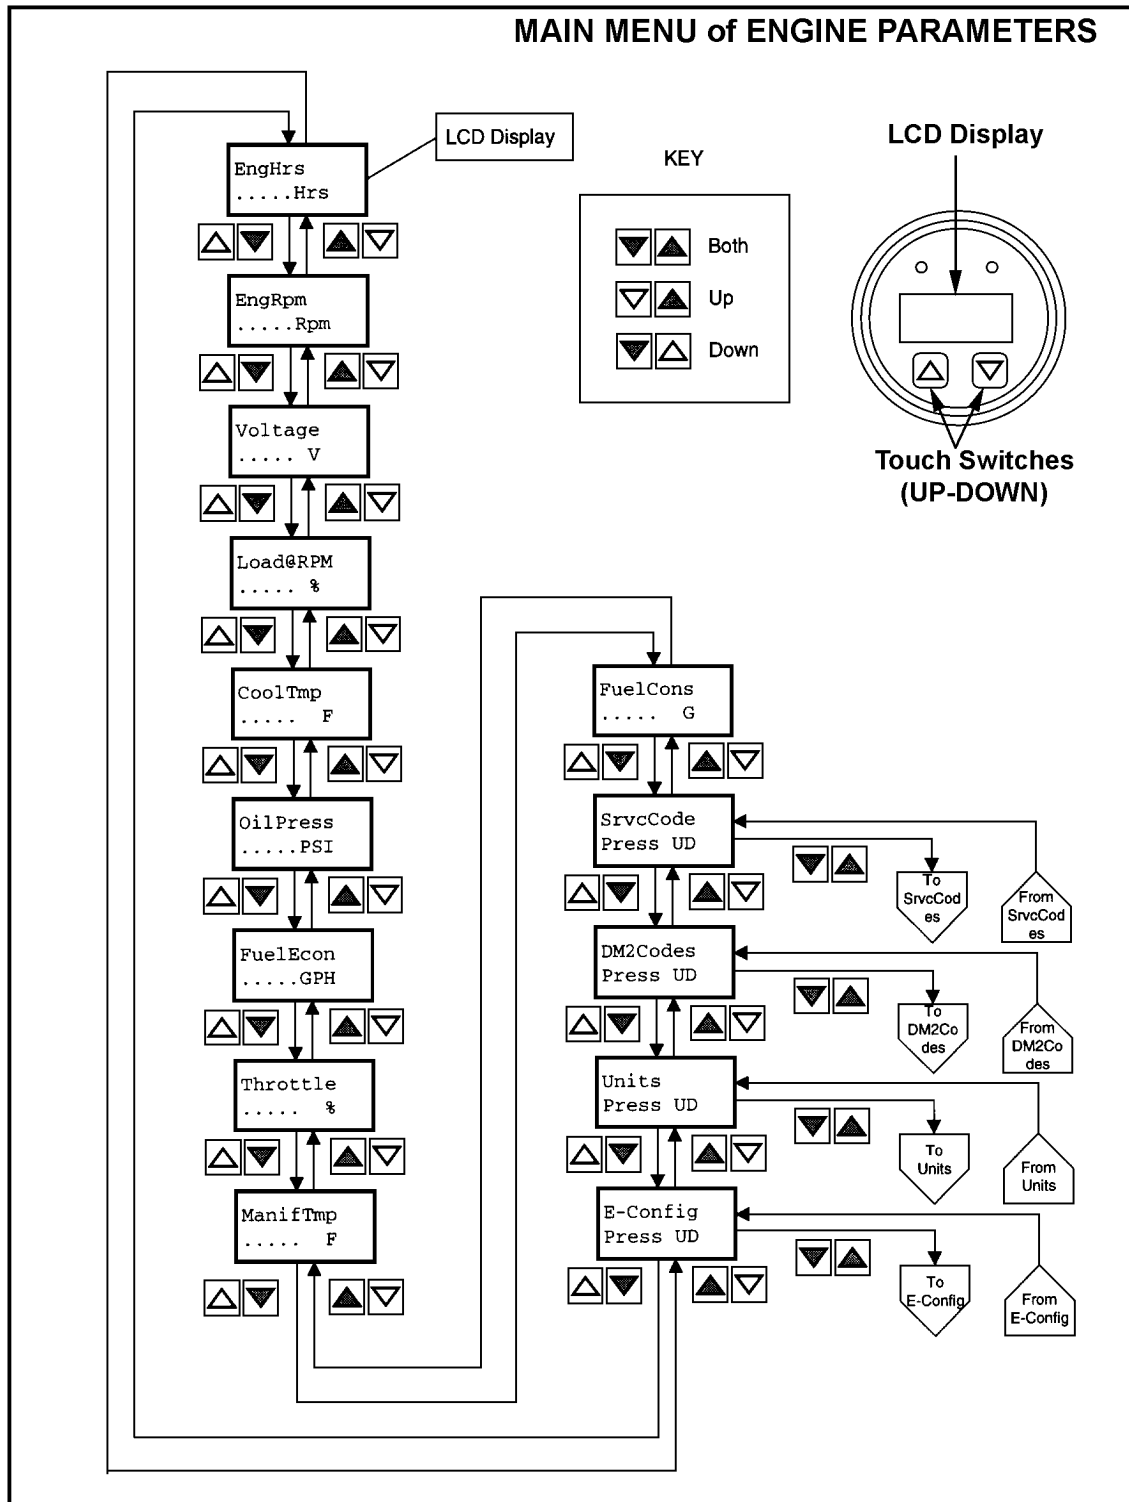 MAIN MENU of ENGINE PARAMETERS
LCD Display
EngHrs
.....Hrs
EngRpm
.....Rpm
Voltage
..... V
Load@RPM
..... %
CoolTmp
..... F
OilPress
.....PSI
FuelEcon
.....GPH
Throttle
..... %
ManifTmp
..... F
KEY
Both
Up
Down
LCD Display
Touch Switches
(UP-DOWN)
FuelCons
..... G
SrvcCode
Press UD
To
SrvcCod
es
From
SrvcCod
es
DM2Codes
Press UD
To
DM2Co
des
From
DM2Co
des
Units
Press UD
To
Units
From
Units
E-Config
Press UD
To
E-Config
From
E-Config